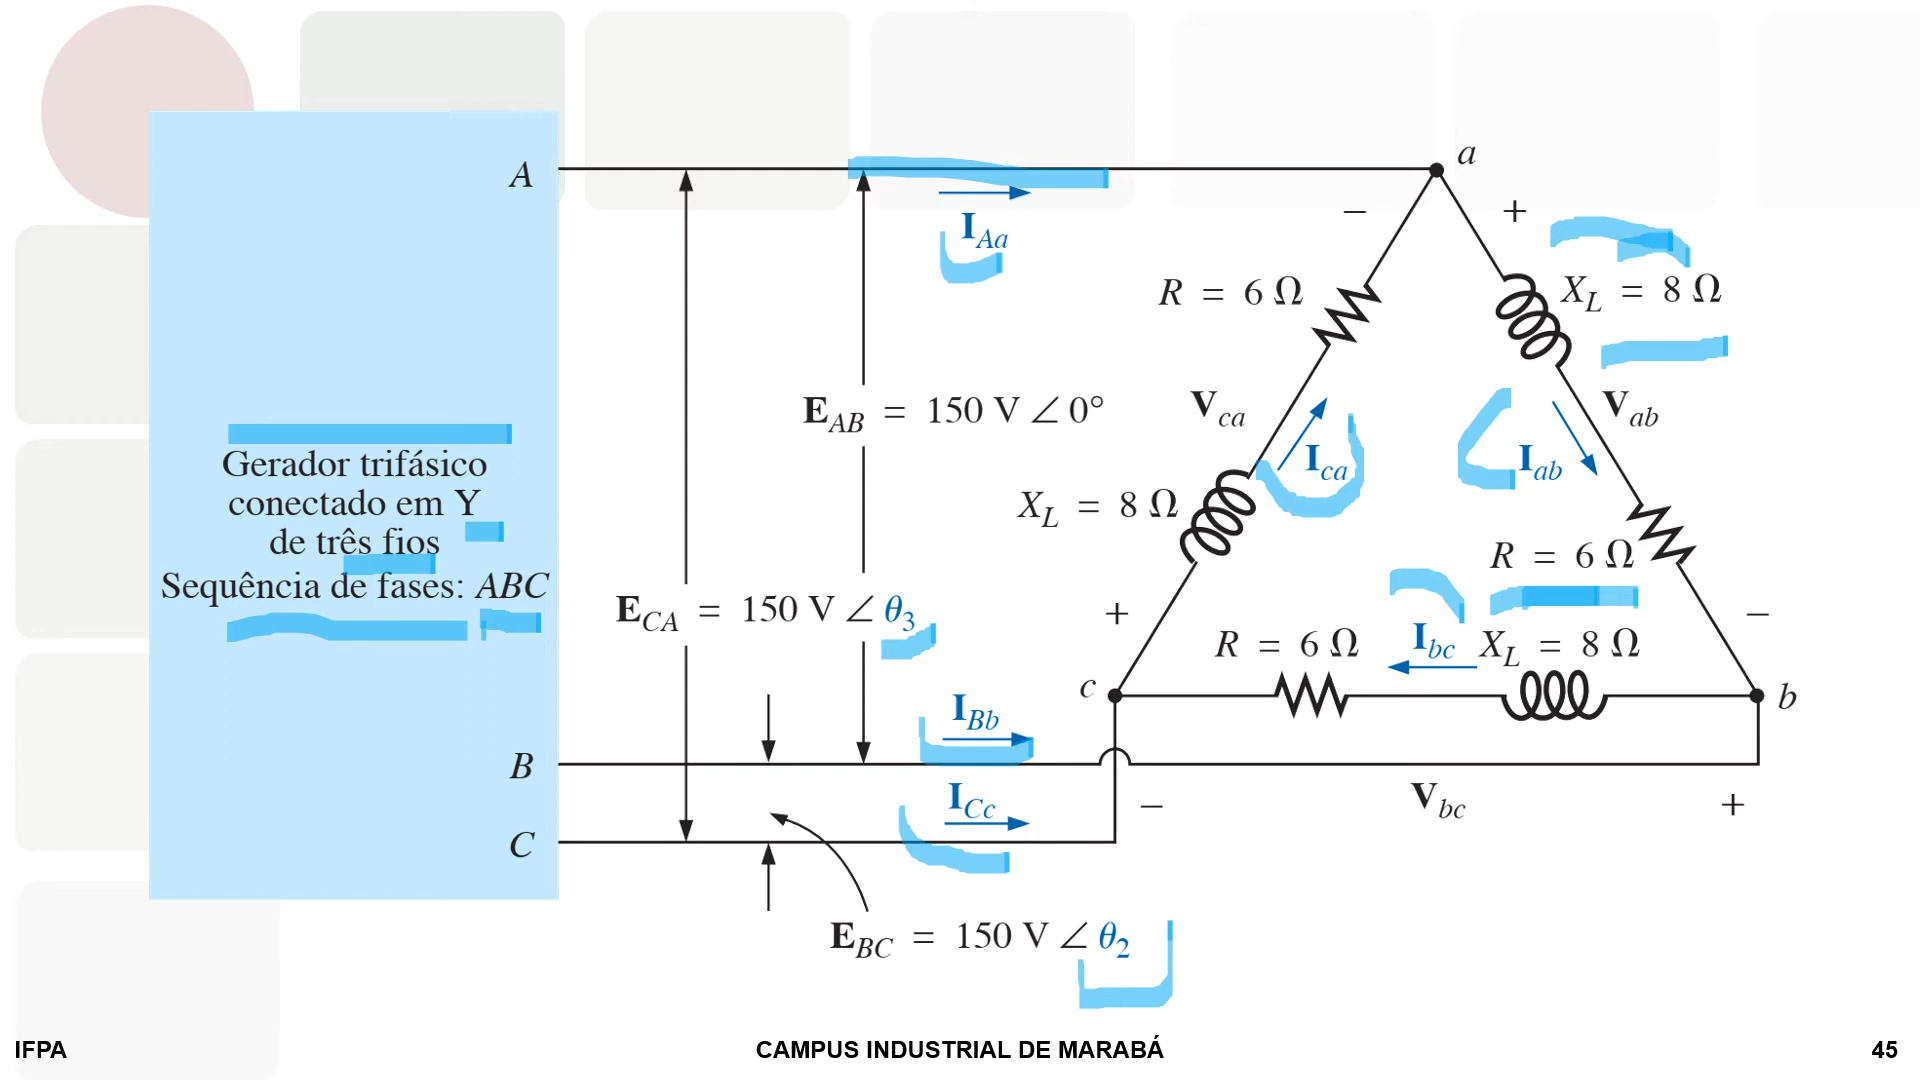 A
a
I_Aa
−
+
R = 6 Ω
X_L = 8 Ω
E_AB = 150 V ∠ 0°
V_ca
V_ab
I_ca
I_ab
Gerador trifásico
conectado em Y
de três fios
Sequência de fases: ABC
X_L = 8 Ω
R = 6 Ω
E_CA = 150 V ∠ θ_3
+
−
R = 6 Ω
I_bc
X_L = 8 Ω
c
b
I_Bb
B
I_Cc
−
V_bc
+
C
E_BC = 150 V ∠ θ_2
IFPA
CAMPUS INDUSTRIAL DE MARABÁ
45